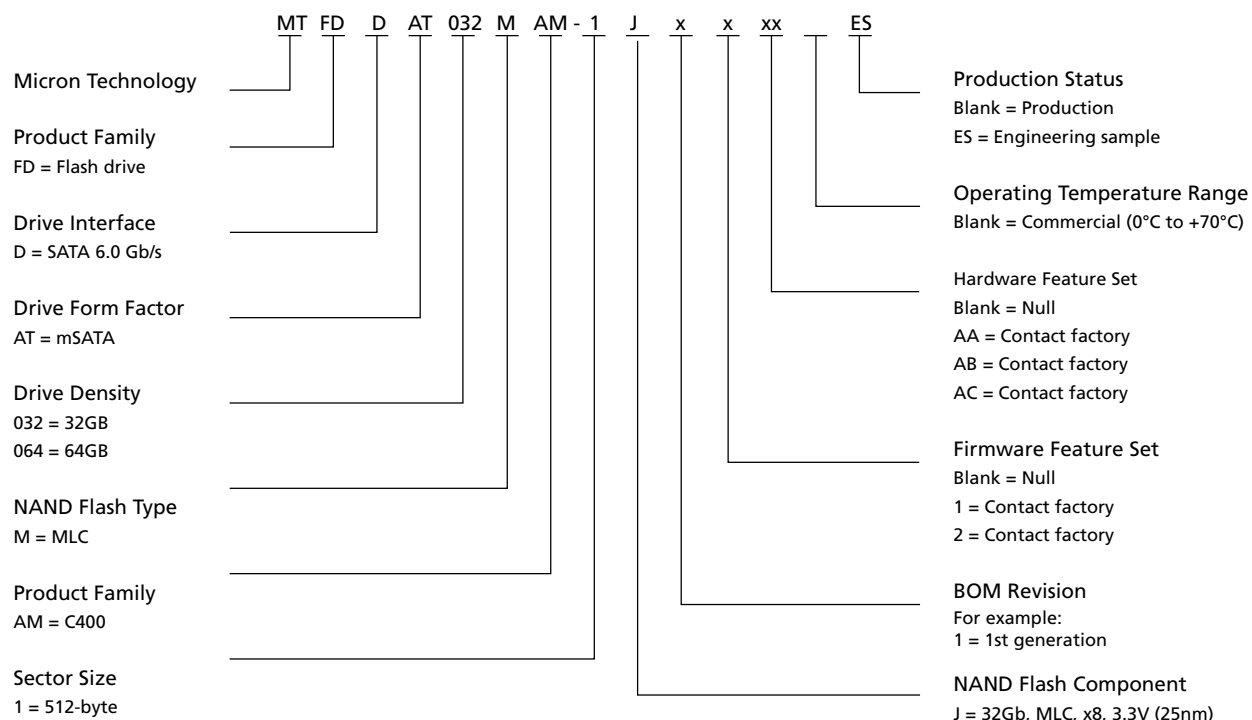 MT FD D AT 032 M AM - 1 J x x xx ES
Micron Technology
Product Family
FD = Flash drive
Drive Interface
D = SATA 6.0 Gb/s
Drive Form Factor
AT = mSATA
Drive Density
032 = 32GB
064 = 64GB
NAND Flash Type
M = MLC
Product Family
AM = C400
Sector Size
1 = 512-byte
Production Status
Blank = Production
ES = Engineering sample
Operating Temperature Range
Blank = Commercial (0°C to +70°C)
Hardware Feature Set
Blank = Null
AA = Contact factory
AB = Contact factory
AC = Contact factory
Firmware Feature Set
Blank = Null
1 = Contact factory
2 = Contact factory
BOM Revision
For example:
1 = 1st generation
NAND Flash Component
J = 32Gb, MLC, x8, 3.3V (25nm)